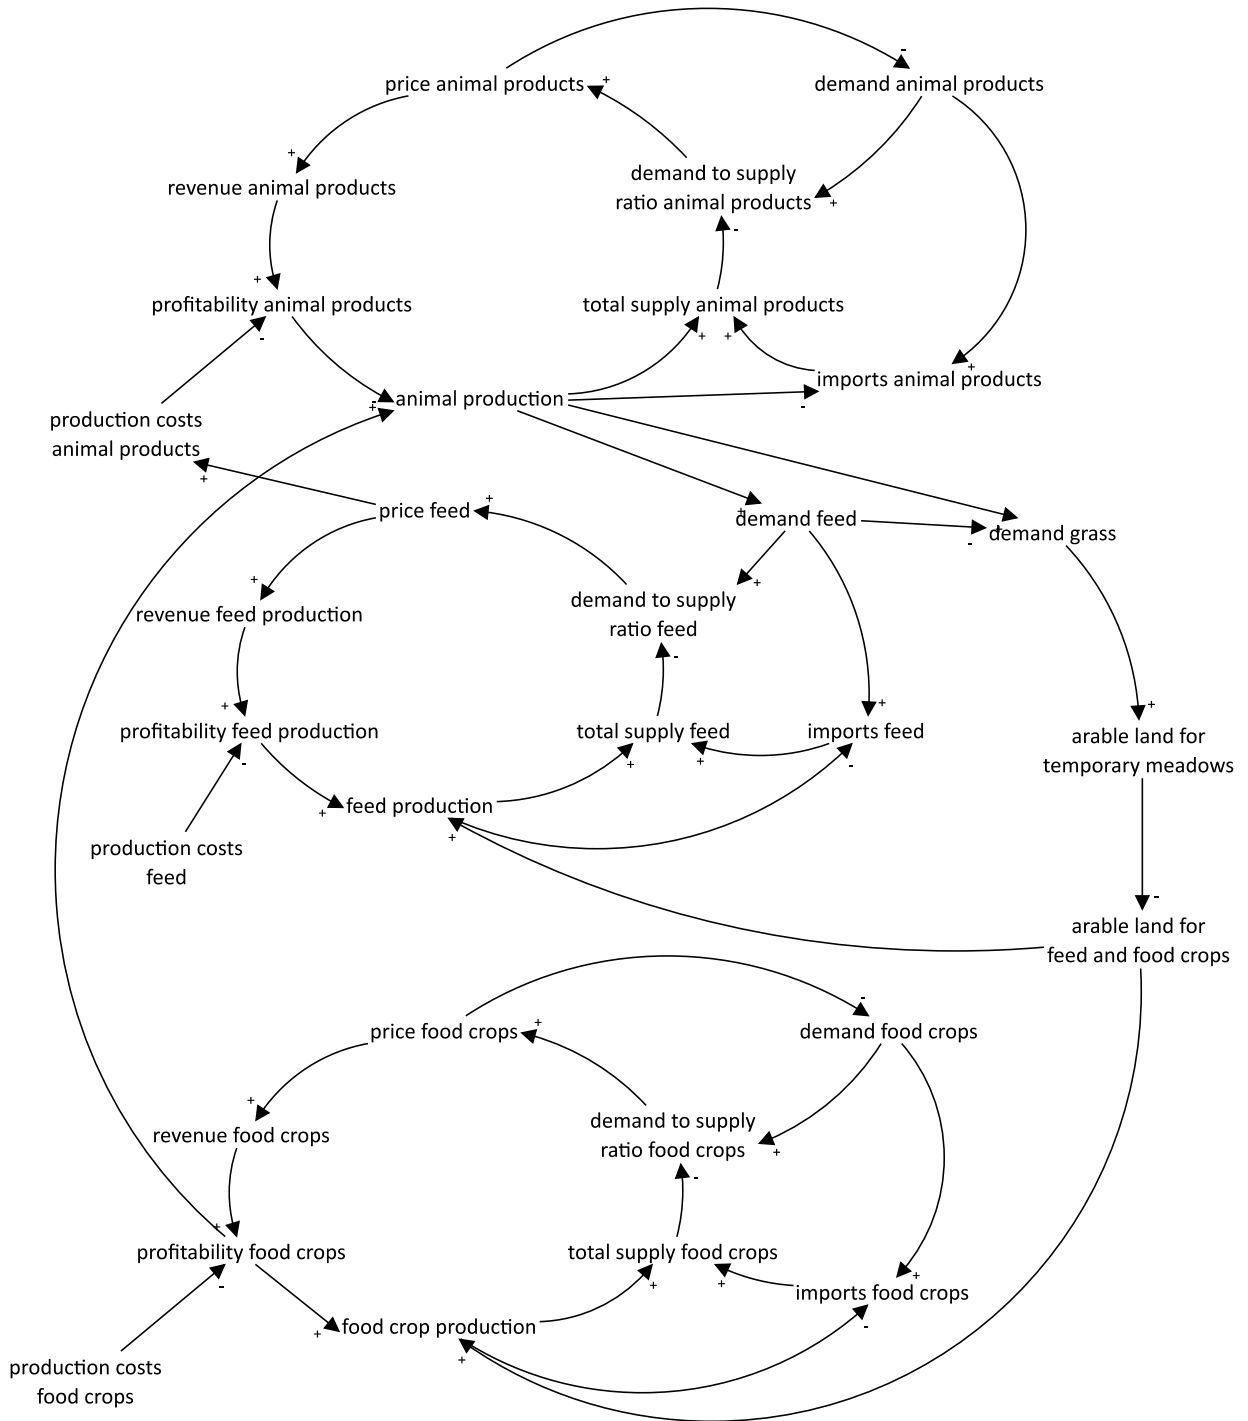 price animal products
demand animal products
revenue animal products
demand to supply
ratio animal products
profitability animal products
total supply animal products
imports animal products
animal production
production costs
animal products
price feed
demand feed
demand grass
revenue feed production
demand to supply
ratio feed
profitability feed production
total supply feed
imports feed
arable land for
temporary meadows
feed production
production costs
feed
arable land for
feed and food crops
price food crops
demand food crops
revenue food crops
demand to supply
ratio food crops
profitability food crops
total supply food crops
imports food crops
food crop production
production costs
food crops